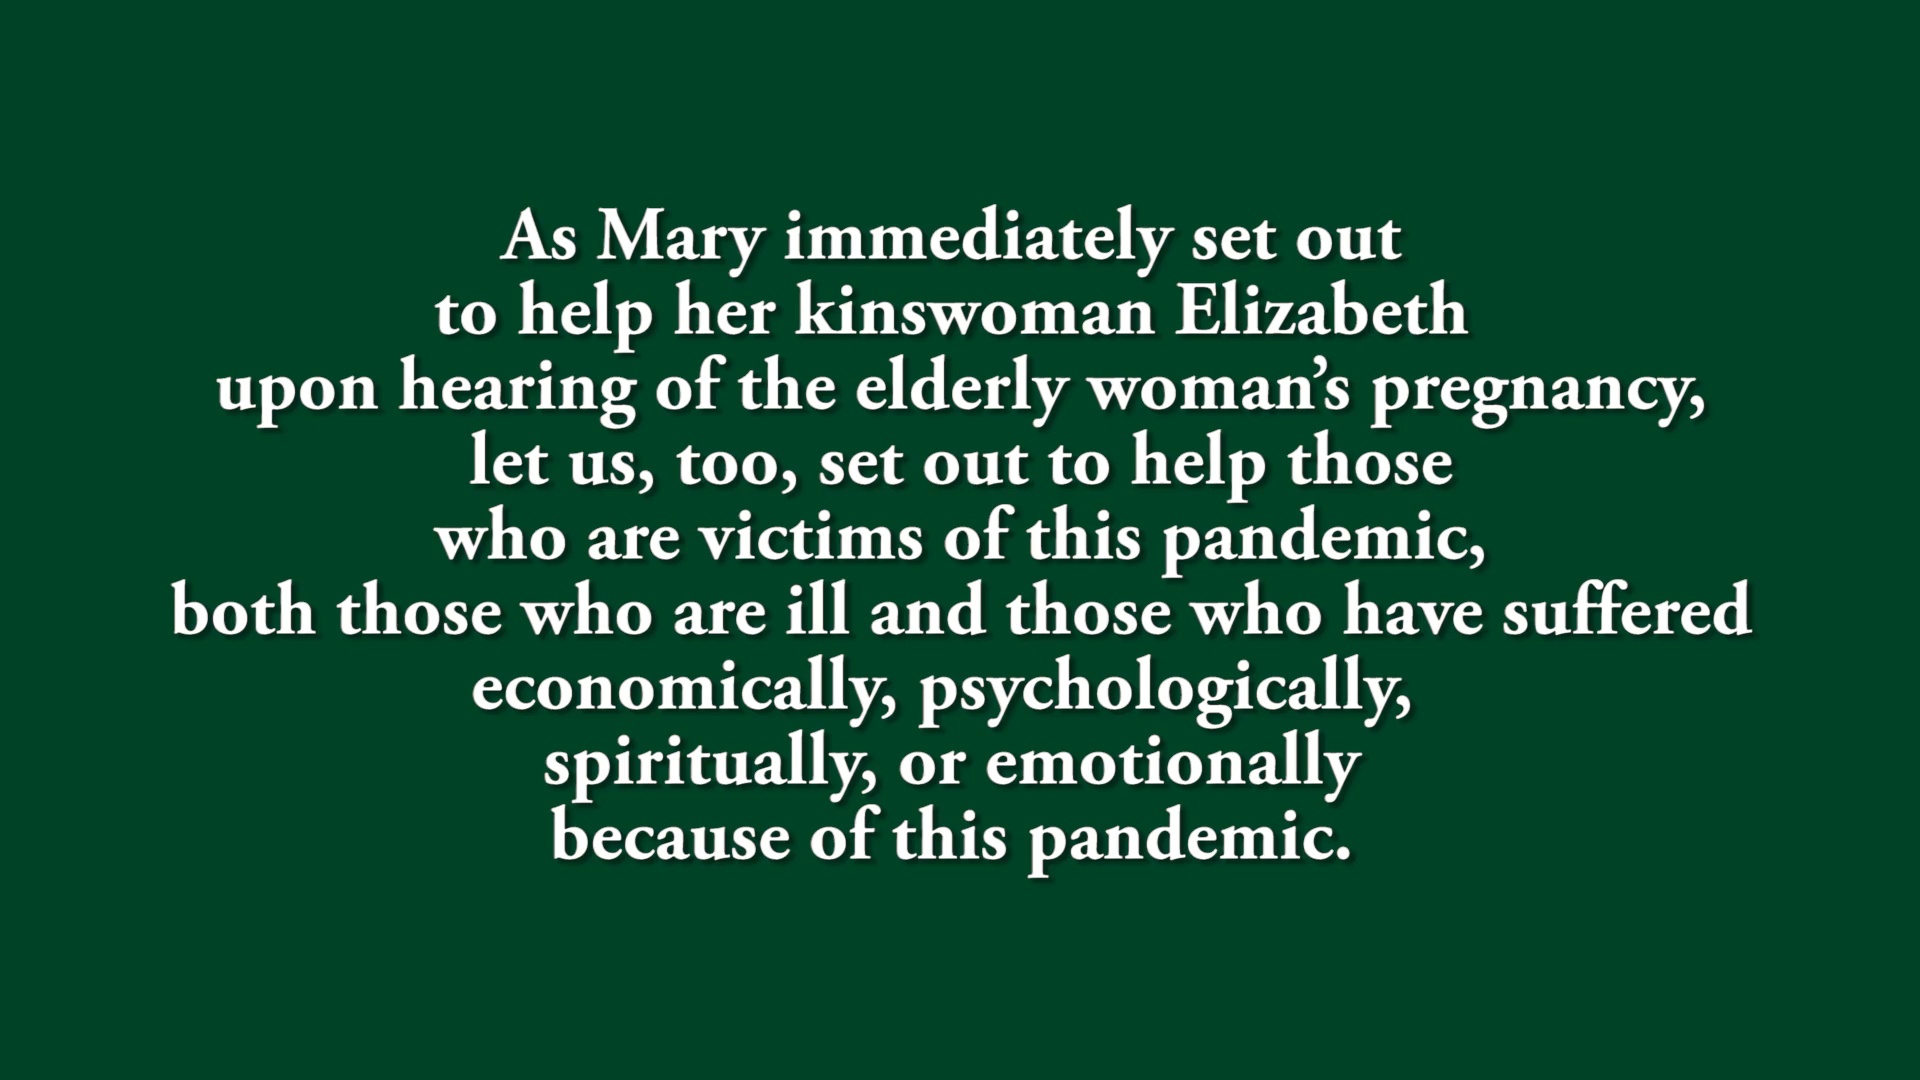 As Mary immediately set out
to help her kinswoman Elizabeth
upon hearing of the elderly woman’s pregnancy,
let us, too, set out to help those
who are victims of this pandemic,
both those who are ill and those who have suffered
economically, psychologically,
spiritually, or emotionally
because of this pandemic.